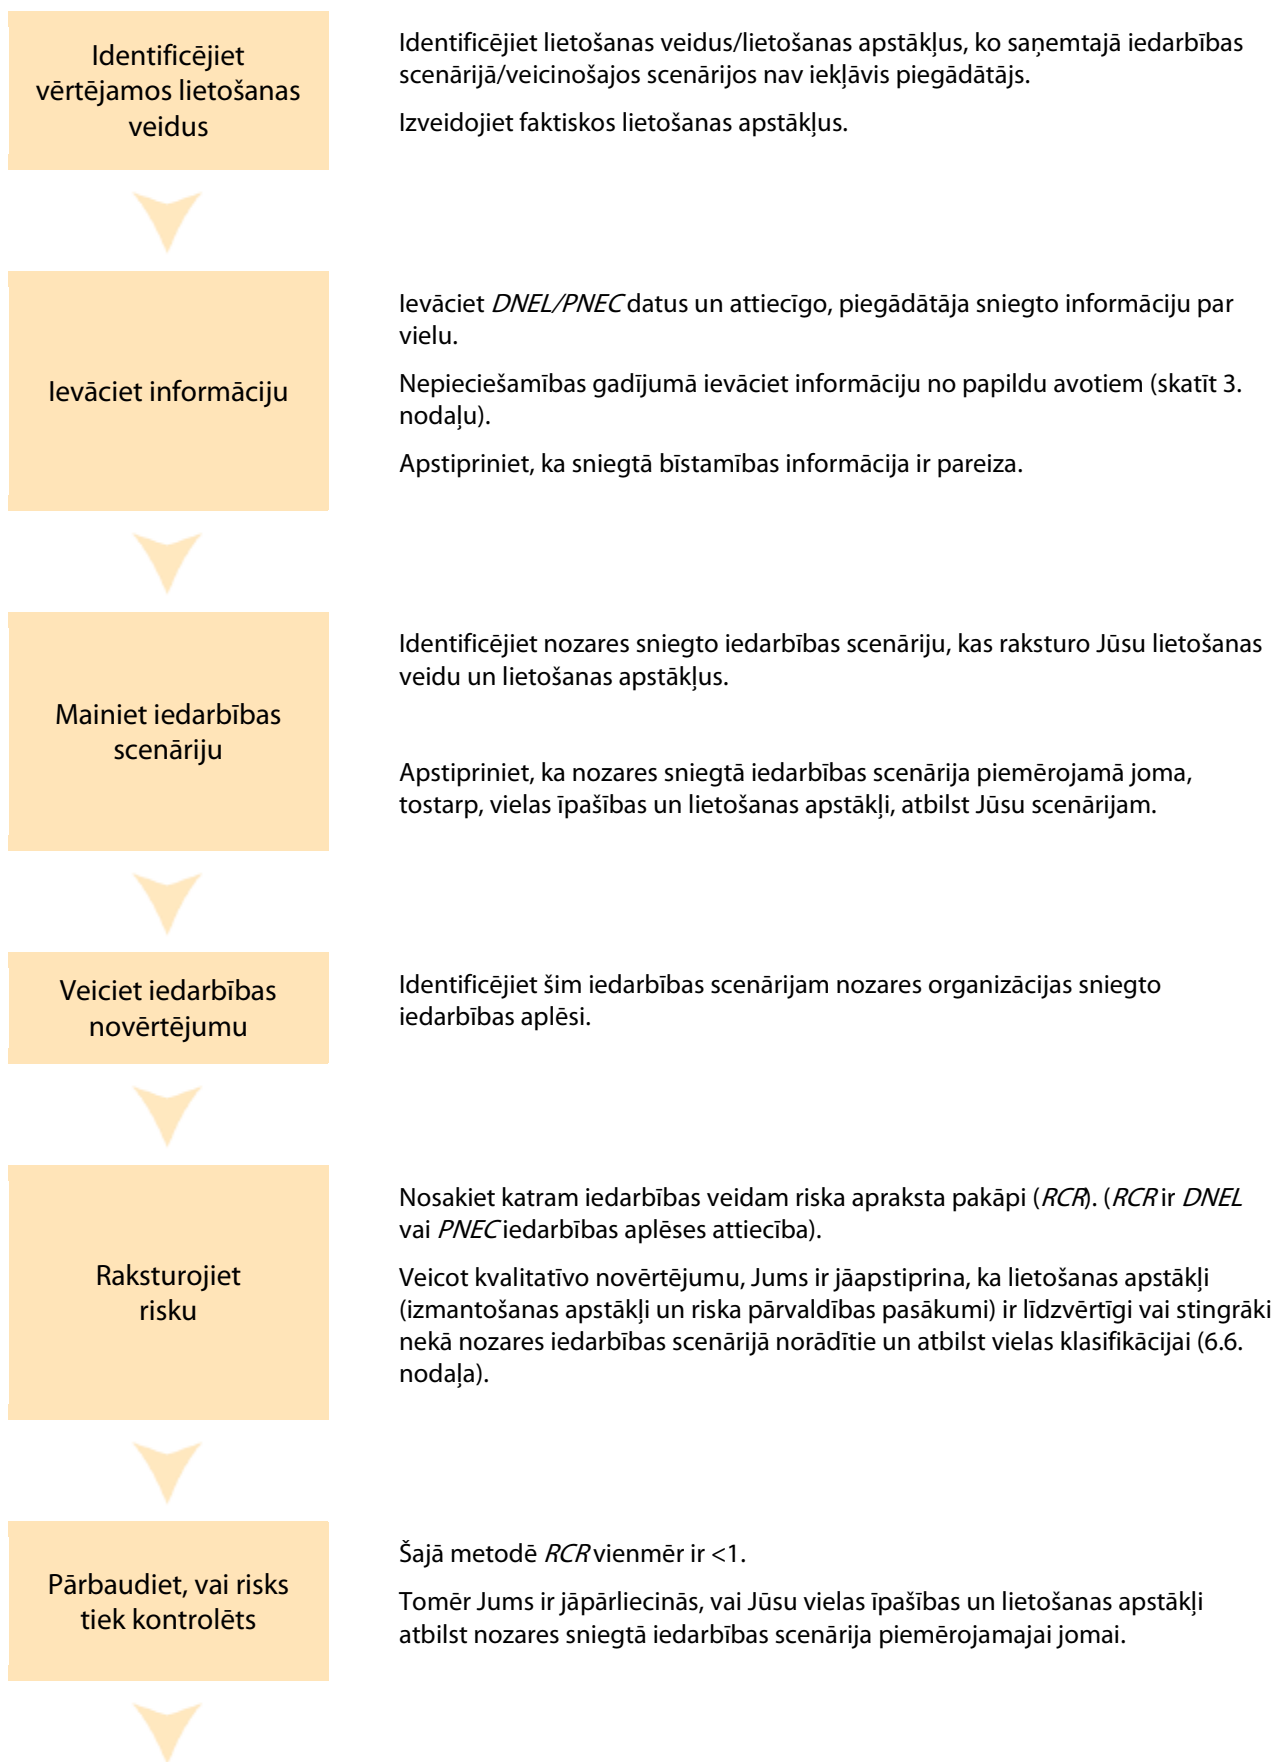 Identificējiet
vērtējamos lietošanas
veidus
Identificējiet lietošanas veidus/lietošanas apstākļus, ko saņemtajā iedarbības
scenārijā/veicinošajos scenārijos nav iekļāvis piegādātājs.
Izveidojiet faktiskos lietošanas apstākļus.
Ievāciet informāciju
Ievāciet DNEL/PNEC datus un attiecīgo, piegādātāja sniegto informāciju par
vielu.
Nepieciešamības gadījumā ievāciet informāciju no papildu avotiem (skatīt 3.
nodaļu).
Apstipriniet, ka sniegtā bīstamības informācija ir pareiza.
Mainiet iedarbības
scenāriju
Identificējiet nozares sniegto iedarbības scenāriju, kas raksturo Jūsu lietošanas
veidu un lietošanas apstākļus.
Apstipriniet, ka nozares sniegtā iedarbības scenārija piemērojamā joma,
tostarp, vielas īpašības un lietošanas apstākļi, atbilst Jūsu scenārijam.
Veiciet iedarbības
novērtējumu
Identificējiet šim iedarbības scenārijam nozares organizācijas sniegto
iedarbības aplēsi.
Raksturojiet
risku
Nosakiet katram iedarbības veidam riska apraksta pakāpi (RCR). (RCR ir DNEL
vai PNEC iedarbības aplēses attiecība).
Veicot kvalitatīvo novērtējumu, Jums ir jāapstiprina, ka lietošanas apstākļi
(izmantošanas apstākļi un riska pārvaldības pasākumi) ir līdzvērtīgi vai stingrāki
nekā nozares iedarbības scenārijā norādītie un atbilst vielas klasifikācijai (6.6.
nodaļa).
Pārbaudiet, vai risks
tiek kontrolēts
Šajā metodē RCR vienmēr ir <1.
Tomēr Jums ir jāpārliecinās, vai Jūsu vielas īpašības un lietošanas apstākļi
atbilst nozares sniegtā iedarbības scenārija piemērojamajai jomai.